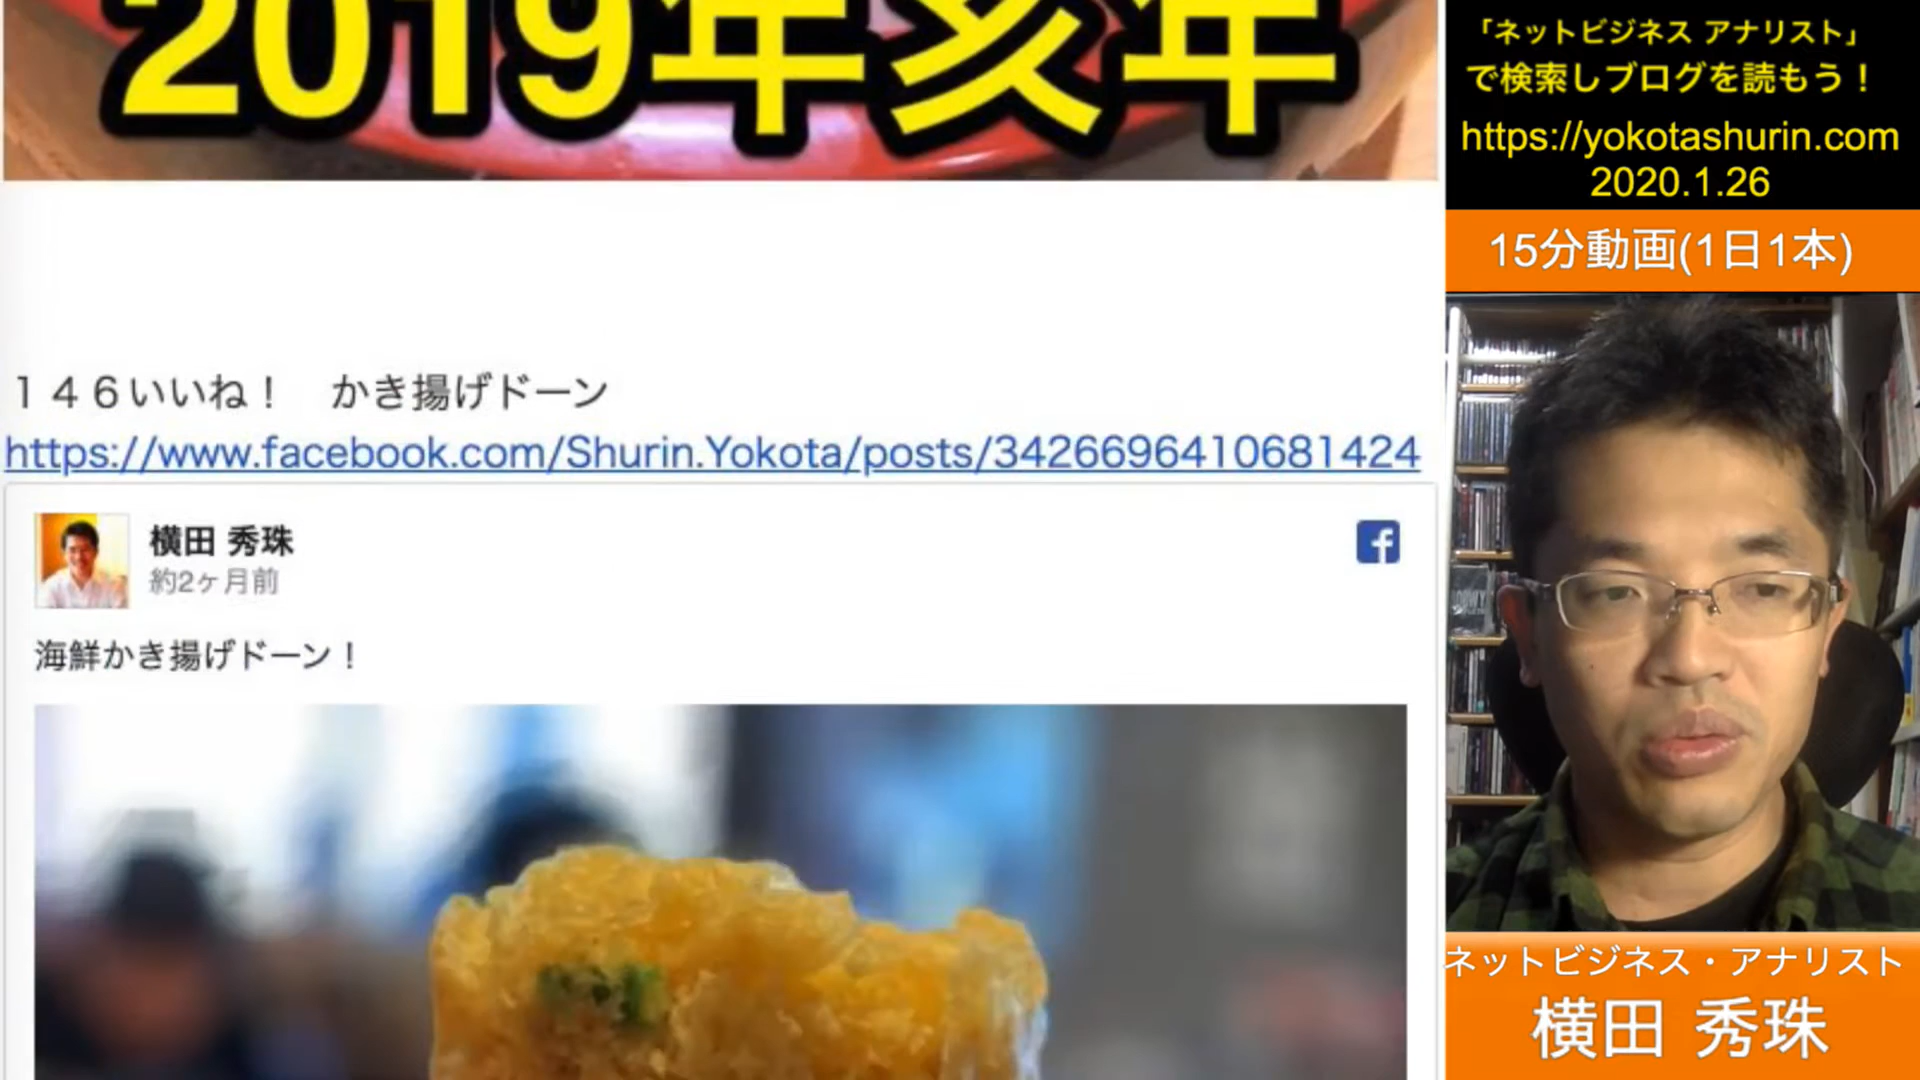 2019年亥年
１４６いいね！　かき揚げドーン
https://www.facebook.com/Shurin.Yokota/posts/3426696410681424
横田 秀珠
約2ヶ月前
海鮮かき揚げドーン！
「ネットビジネス アナリスト」
で検索しブログを読もう！
https://yokotashurin.com
2020.1.26
15分動画(1日1本)
ネットビジネス・アナリスト
横田 秀珠